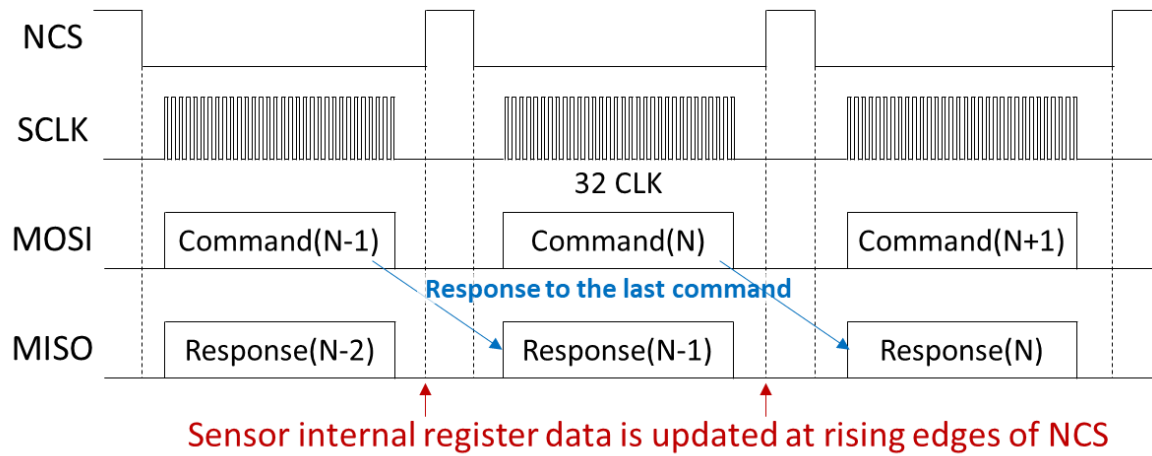 NCS
SCLK
32 CLK
MOSI
Command(N-1)
Command(N)
Command(N+1)
Response to the last command
MISO
Response(N-2)
Response(N-1)
Response(N)
Sensor internal register data is updated at rising edges of NCS